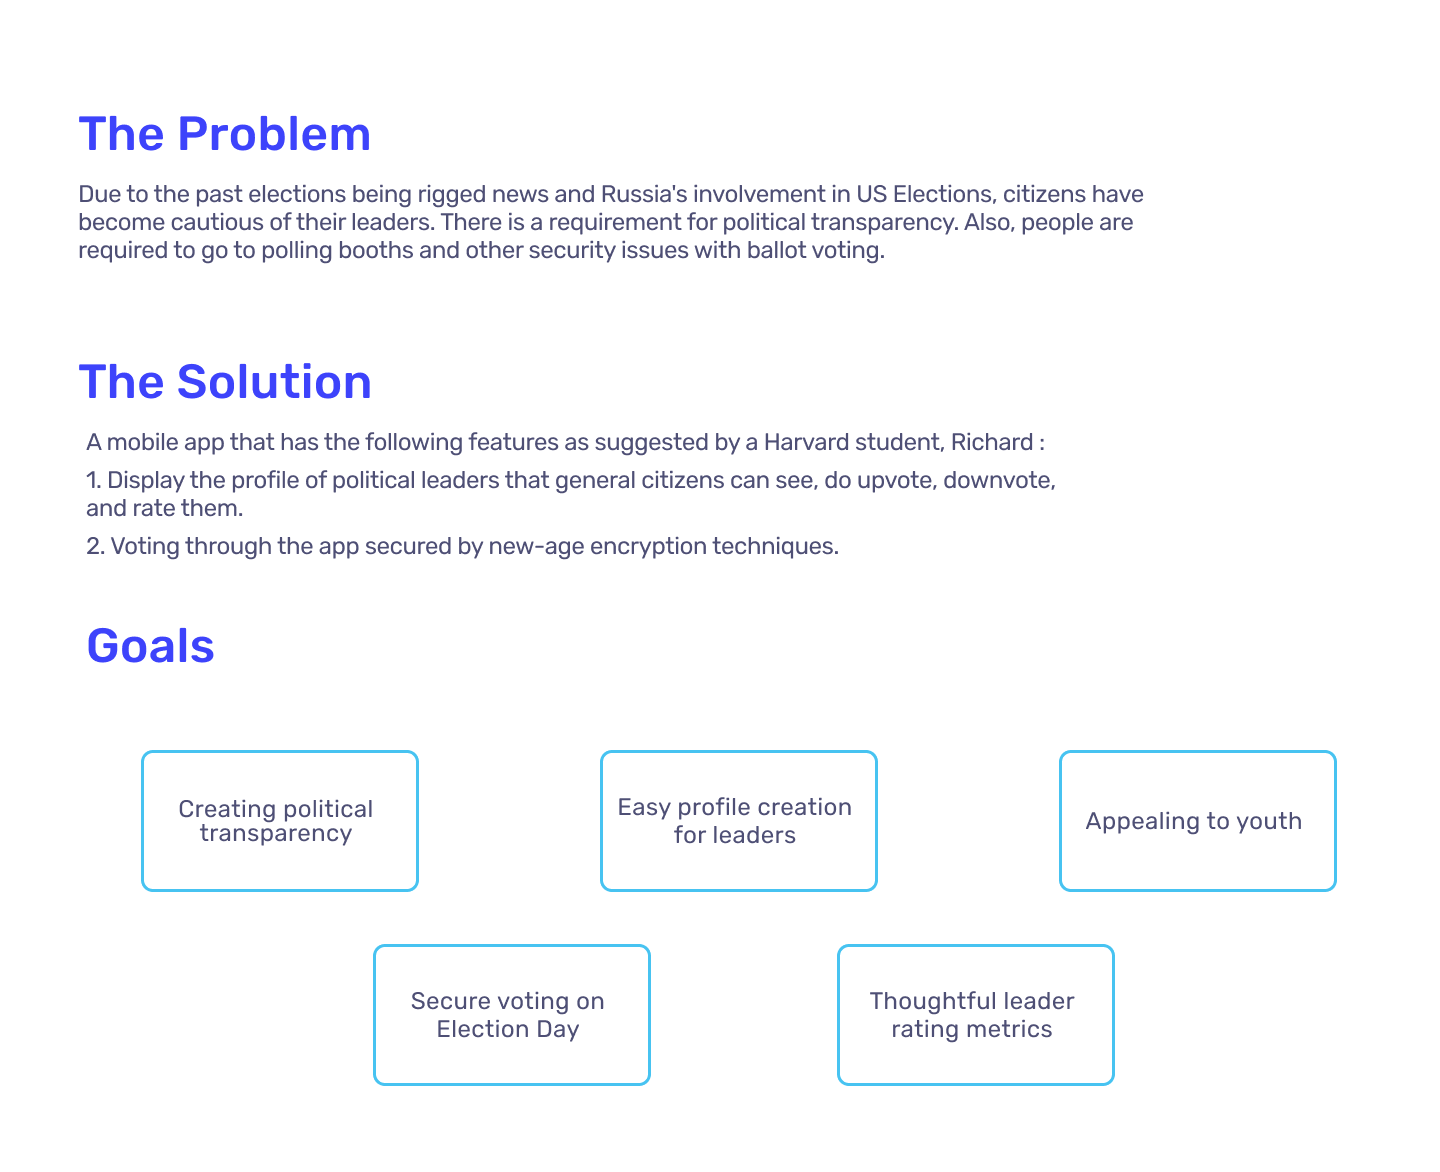 The Problem
Due to the past elections being rigged news and Russia's involvement in US Elections, citizens have
become cautious of their leaders. There is a requirement for political transparency. Also, people are
required to go to polling booths and other security issues with ballot voting.
The Solution
A mobile app that has the following features as suggested by a Harvard student, Richard :
1. Display the profile of political leaders that general citizens can see, do upvote, downvote,
and rate them.
2. Voting through the app secured by new-age encryption techniques.
Goals
Creating political
transparency
Easy profile creation
for leaders
Appealing to youth
Secure voting on
Election Day
Thoughtful leader
rating metrics